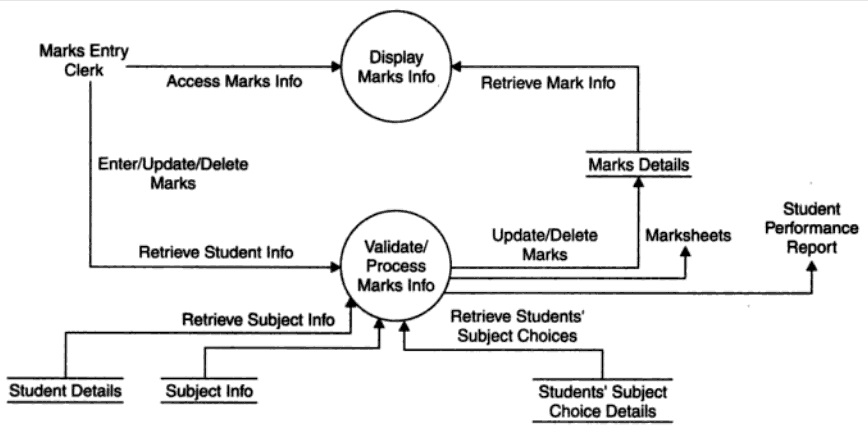 Marks Entry
Clerk
Display
Marks Info
Access Marks Info
Retrieve Mark Info
Enter/Update/Delete
Marks
Marks Details
Student
Performance
Report
Retrieve Student Info
Validate/
Process
Marks Info
Update/Delete
Marks
Marksheets
Retrieve Subject Info
Retrieve Students'
Subject Choices
Student Details
Subject Info
Students' Subject
Choice Details